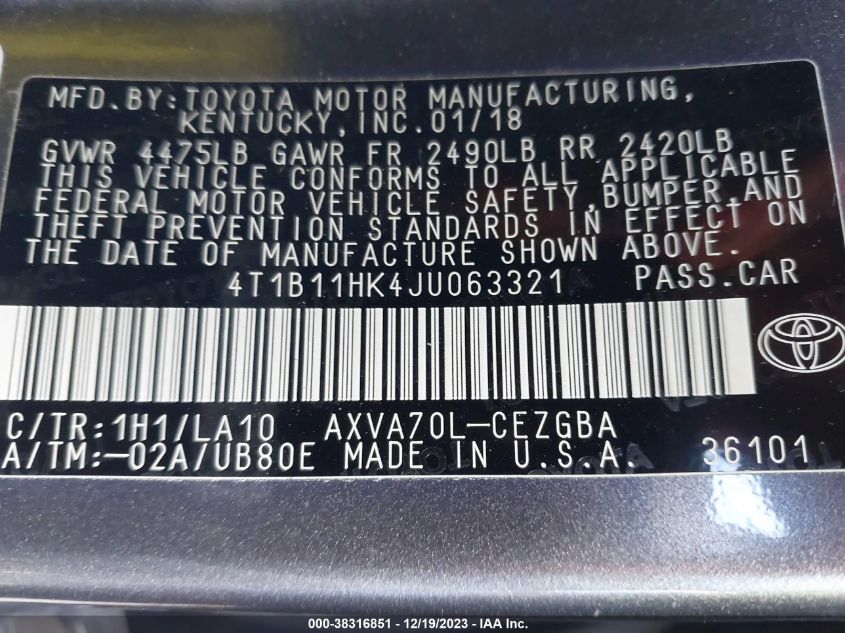 MFD.BY:TOYOTA MOTOR MANUFACTURING,
KENTUCKY,INC.01/18
GVWR 4475LB GAWR FR 2490LB RR 2420LB
THIS VEHICLE CONFORMS TO ALL APPLICABLE
FEDERAL MOTOR VEHICLE SAFETY,BUMPER,AND
THEFT PREVENTION STANDARDS IN EFFECT ON
THE DATE OF MANUFACTURE SHOWN ABOVE.
4T1B11HK4JU063321 PASS.CAR
C/TR:1H1/LA10 AXVA70L-CEZGBA
A/TM:-02A/UB80E MADE IN U.S.A. 36101
000-38316851 - 12/19/2023 - IAA Inc.